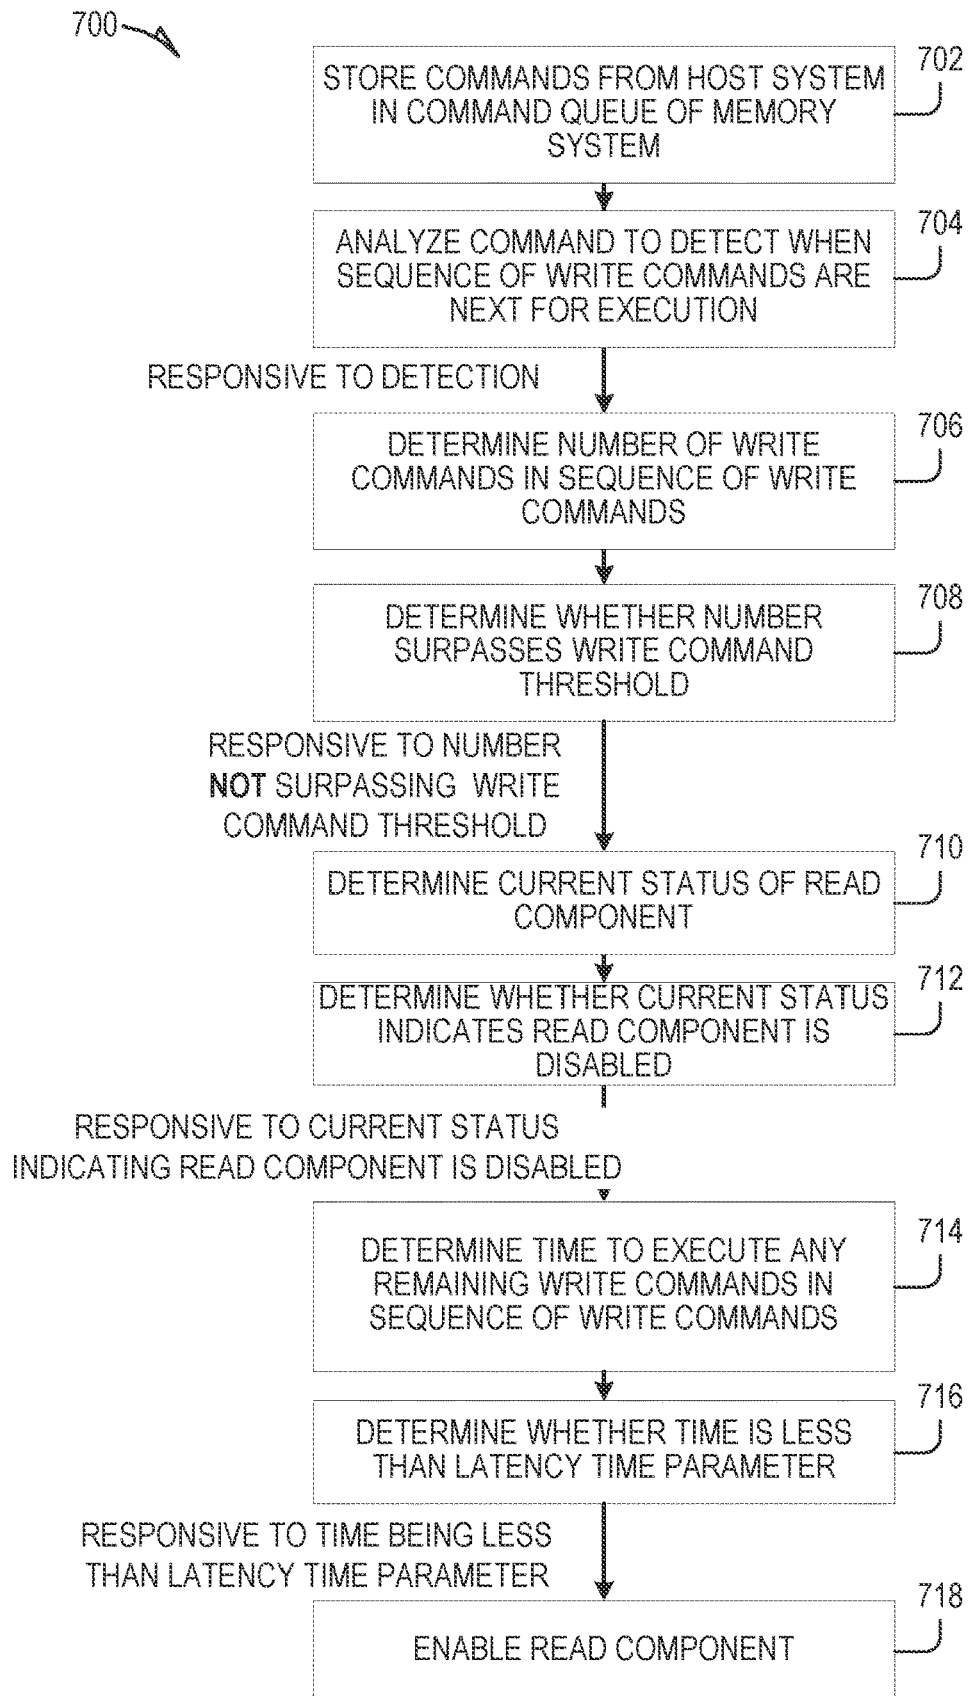 700
702
STORE COMMANDS FROM HOST SYSTEM
IN COMMAND QUEUE OF MEMORY
SYSTEM
704
ANALYZE COMMAND TO DETECT WHEN
SEQUENCE OF WRITE COMMANDS ARE
NEXT FOR EXECUTION
RESPONSIVE TO DETECTION
706
DETERMINE NUMBER OF WRITE
COMMANDS IN SEQUENCE OF WRITE
COMMANDS
708
DETERMINE WHETHER NUMBER
SURPASSES WRITE COMMAND
THRESHOLD
RESPONSIVE TO NUMBER
NOT SURPASSING WRITE
COMMAND THRESHOLD
710
DETERMINE CURRENT STATUS OF READ
COMPONENT
712
DETERMINE WHETHER CURRENT STATUS
INDICATES READ COMPONENT IS
DISABLED
RESPONSIVE TO CURRENT STATUS
INDICATING READ COMPONENT IS DISABLED
714
DETERMINE TIME TO EXECUTE ANY
REMAINING WRITE COMMANDS IN
SEQUENCE OF WRITE COMMANDS
716
DETERMINE WHETHER TIME IS LESS
THAN LATENCY TIME PARAMETER
RESPONSIVE TO TIME BEING LESS
THAN LATENCY TIME PARAMETER
718
ENABLE READ COMPONENT